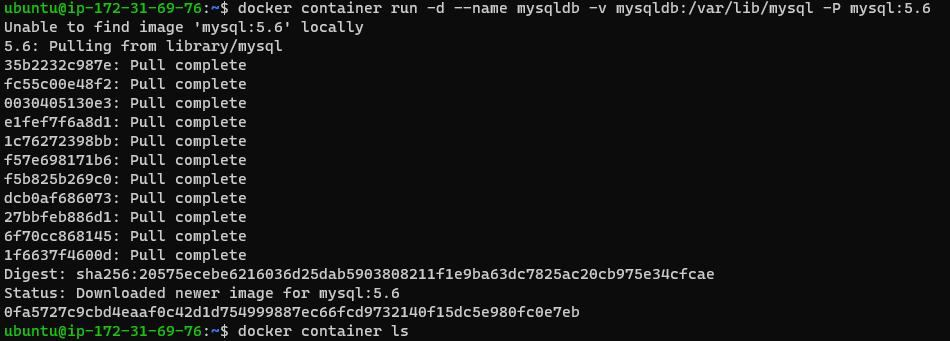 ubuntu@ip-172-31-69-76:~$ docker container run -d --name mysqldb -v mysqldb:/var/lib/mysql -P mysql:5.6
Unable to find image 'mysql:5.6' locally
5.6: Pulling from library/mysql
35b2232c987e: Pull complete
fc55c00e48f2: Pull complete
0030405130e3: Pull complete
e1fef7f6a8d1: Pull complete
1c76272398bb: Pull complete
f57e698171b6: Pull complete
f5b825b269c0: Pull complete
dcb0af686073: Pull complete
27bbfeb886d1: Pull complete
6f70cc868145: Pull complete
1f6637f4600d: Pull complete
Digest: sha256:20575ecebe6216036d25dab5903808211f1e9ba63dc7825ac20cb975e34cfcae
Status: Downloaded newer image for mysql:5.6
0fa5727c9cbd4eaaf0c42d1d754999887ec66fcd9732140f15dc5e980fc0e7eb
ubuntu@ip-172-31-69-76:~$ docker container ls